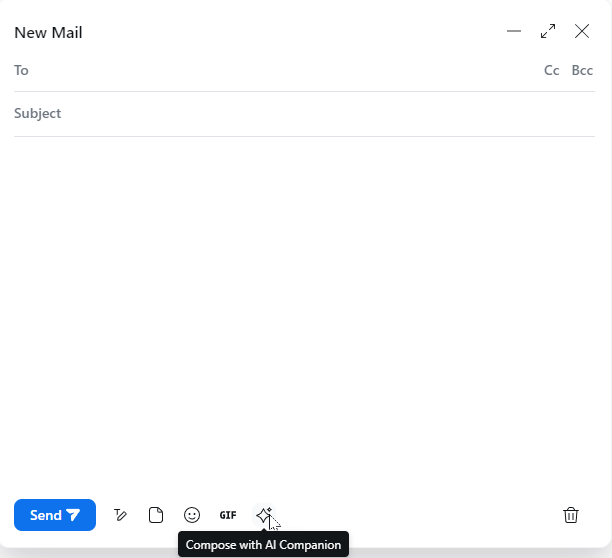 New Mail
To Cc Bcc
Subject
Send GIF
Compose with AI Companion